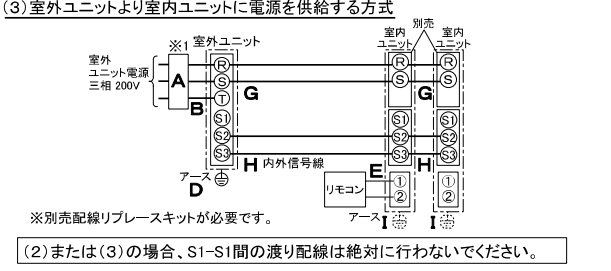 (3)室外ユニットより室内ユニットに電源を供給する方式
別売
※1
室外ユニット
室内
ユニット
室内
ユニット
室外
ユニット電源
三相 200V
A
B
R
S
T
S1
S2
S3
G
R
S
G
R
S
S1
S2
S3
S1
S2
S3
H
内外信号線
H
E
アース
D
リモコン
①
②
①
②
アース
I
I
※別売配線リプレースキットが必要です。
(2)または(3)の場合、S1-S1間の渡り配線は絶対に行わないでください。